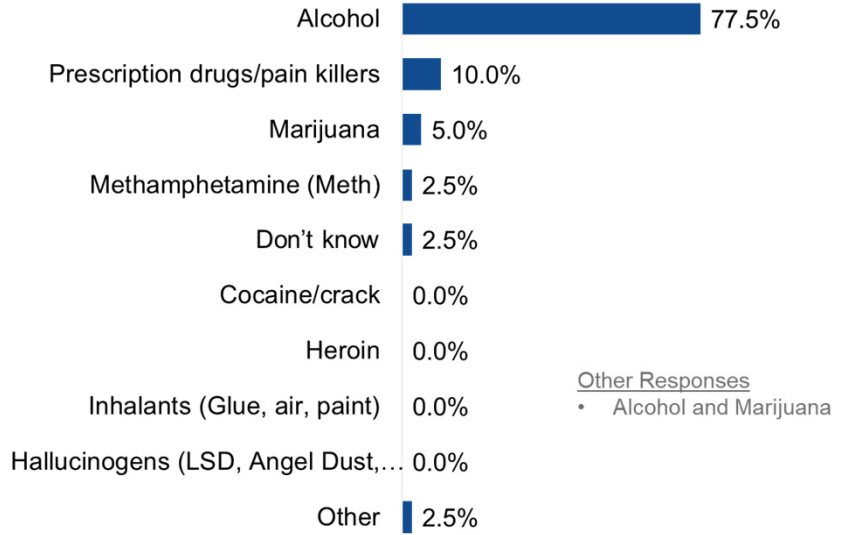 Alcohol 77.5%
Prescription drugs/pain killers 10.0%
Marijuana 5.0%
Methamphetamine (Meth) 2.5%
Don’t know 2.5%
Cocaine/crack 0.0%
Heroin 0.0%
Inhalants (Glue, air, paint) 0.0%
Hallucinogens (LSD, Angel Dust,… 0.0%
Other 2.5%
Other Responses
• Alcohol and Marijuana